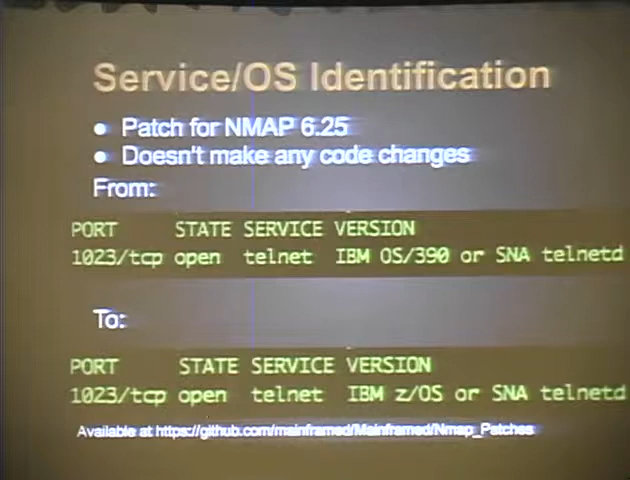 Service/OS Identification
• Patch for NMAP 6.25
• Doesn't make any code changes
From:
PORT STATE SERVICE VERSION
1023/tcp open telnet IBM OS/390 or SNA telnetd
To:
PORT STATE SERVICE VERSION
1023/tcp open telnet IBM z/OS or SNA telnetd
Available at https://github.com/mainframed/Mainframed/Nmap_Patches